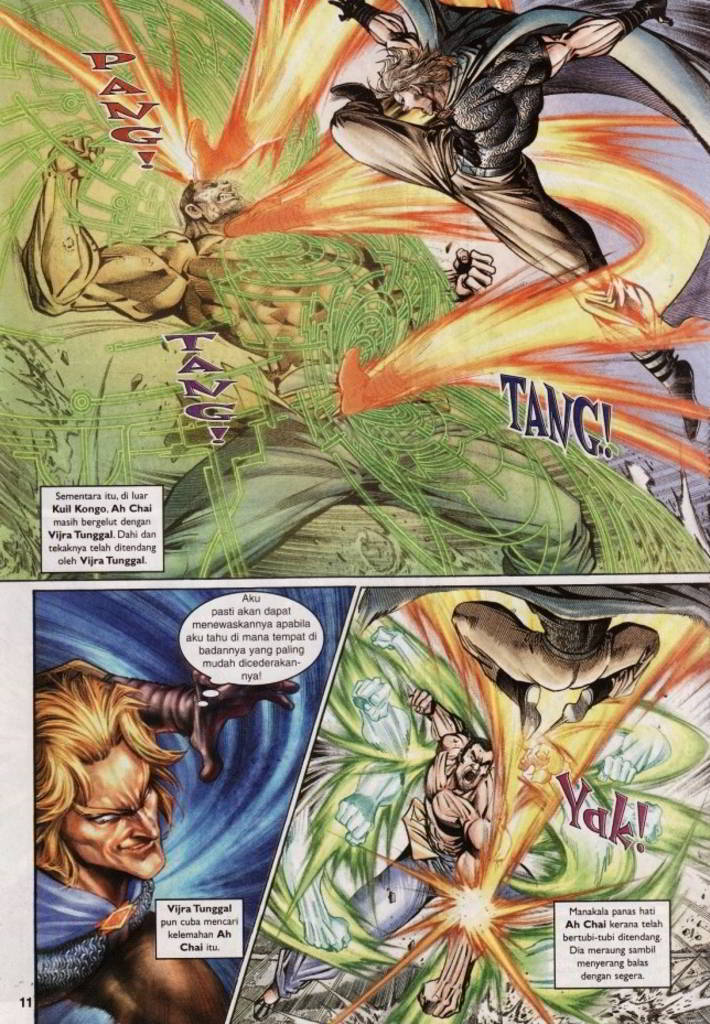 PANG!
TANG!
TANG!
Sementara itu, di luar
Kuil Kongo, Ah Chai
masih bergelut dengan
Vijra Tunggal. Dahi dan
tekaknya telah ditendang
oleh Vijra Tunggal.
Aku
pasti akan dapat
menewaskannya apabila
aku tahu di mana tempat di
badannya yang paling
mudah dicederakan-
nya!
Vijra Tunggal
pun cuba mencari
kelemahan Ah
Chai itu.
Yak!
Manakala panas hati
Ah Chai kerana telah
bertubi-tubi ditendang.
Dia meraung sambil
menyerang balas
dengan segera.
11